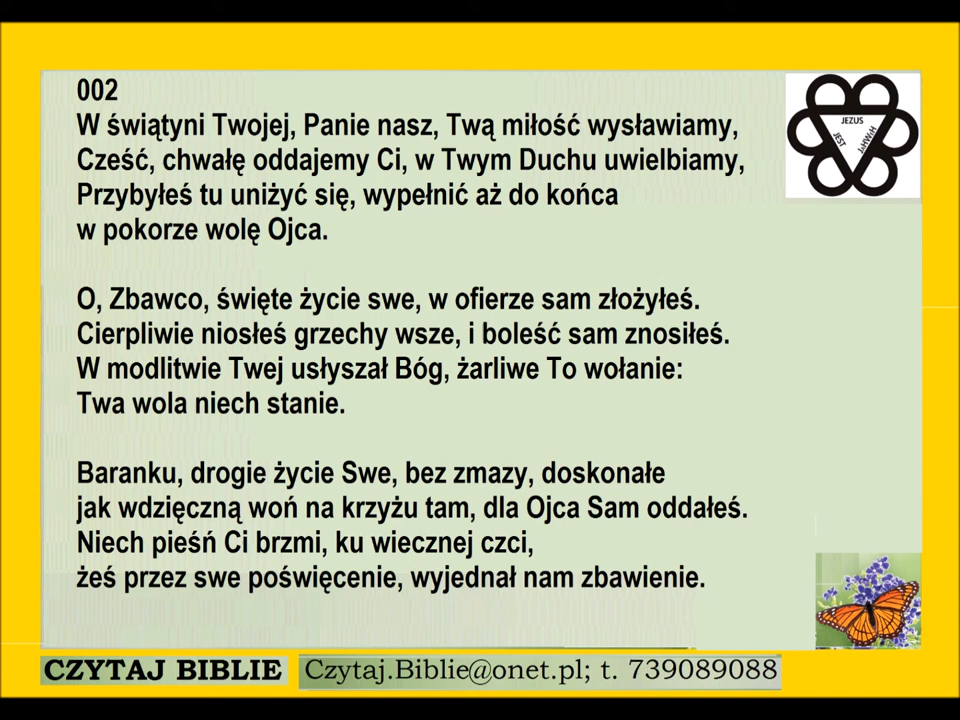 002
W świątyni Twojej, Panie nasz, Twą miłość wysławiamy,
Cześć, chwałę oddajemy Ci, w Twym Duchu uwielbiamy,
Przybyłeś tu uniżyć się, wypełnić aż do końca
w pokorze wolę Ojca.
O, Zbawco, święte życie swe, w ofierze sam złożyłeś.
Cierpliwie niosłeś grzechy wsze, i boleść sam znosiłeś.
W modlitwie Twej usłyszał Bóg, żarliwe To wołanie:
Twa wola niech stanie.
Baranku, drogie życie Swe, bez zmazy, doskonałe
jak wdzięczną woń na krzyżu tam, dla Ojca Sam oddałeś.
Niech pieśń Ci brzmi, ku wiecznej czci,
żeś przez swe poświęcenie, wyjednał nam zbawienie.
JEZUS
JEST
JaHWeH
CZYTAJ BIBLIE
Czytaj.Biblie@onet.pl; t. 739089088